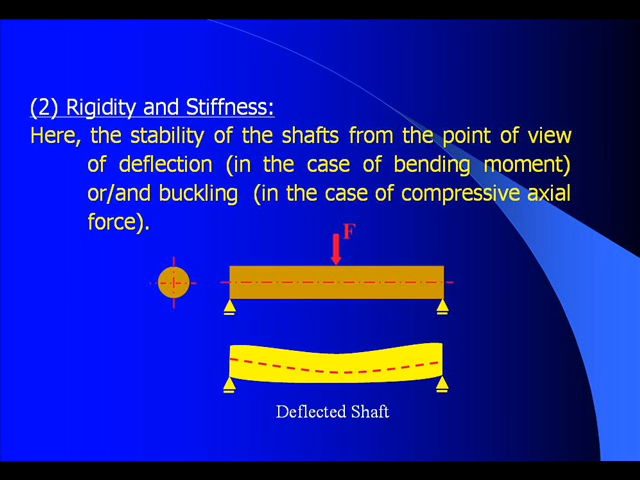 (2) Rigidity and Stiffness:
Here, the stability of the shafts from the point of view
of deflection (in the case of bending moment)
or/and buckling (in the case of compressive axial
force).
F
Deflected Shaft